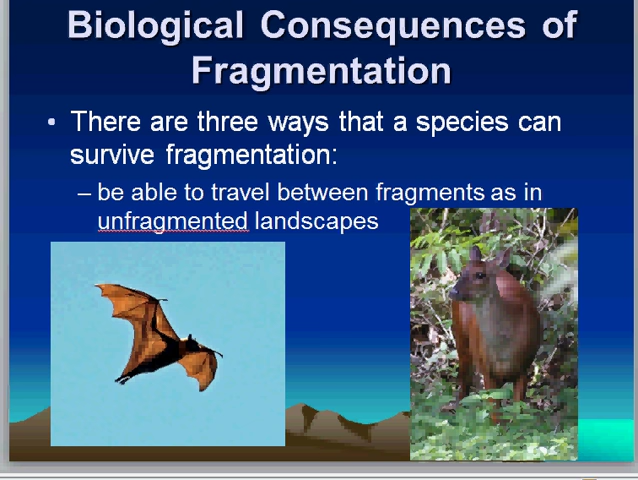 Biological Consequences of
Fragmentation
• There are three ways that a species can
survive fragmentation:
– be able to travel between fragments as in
unfragmented landscapes